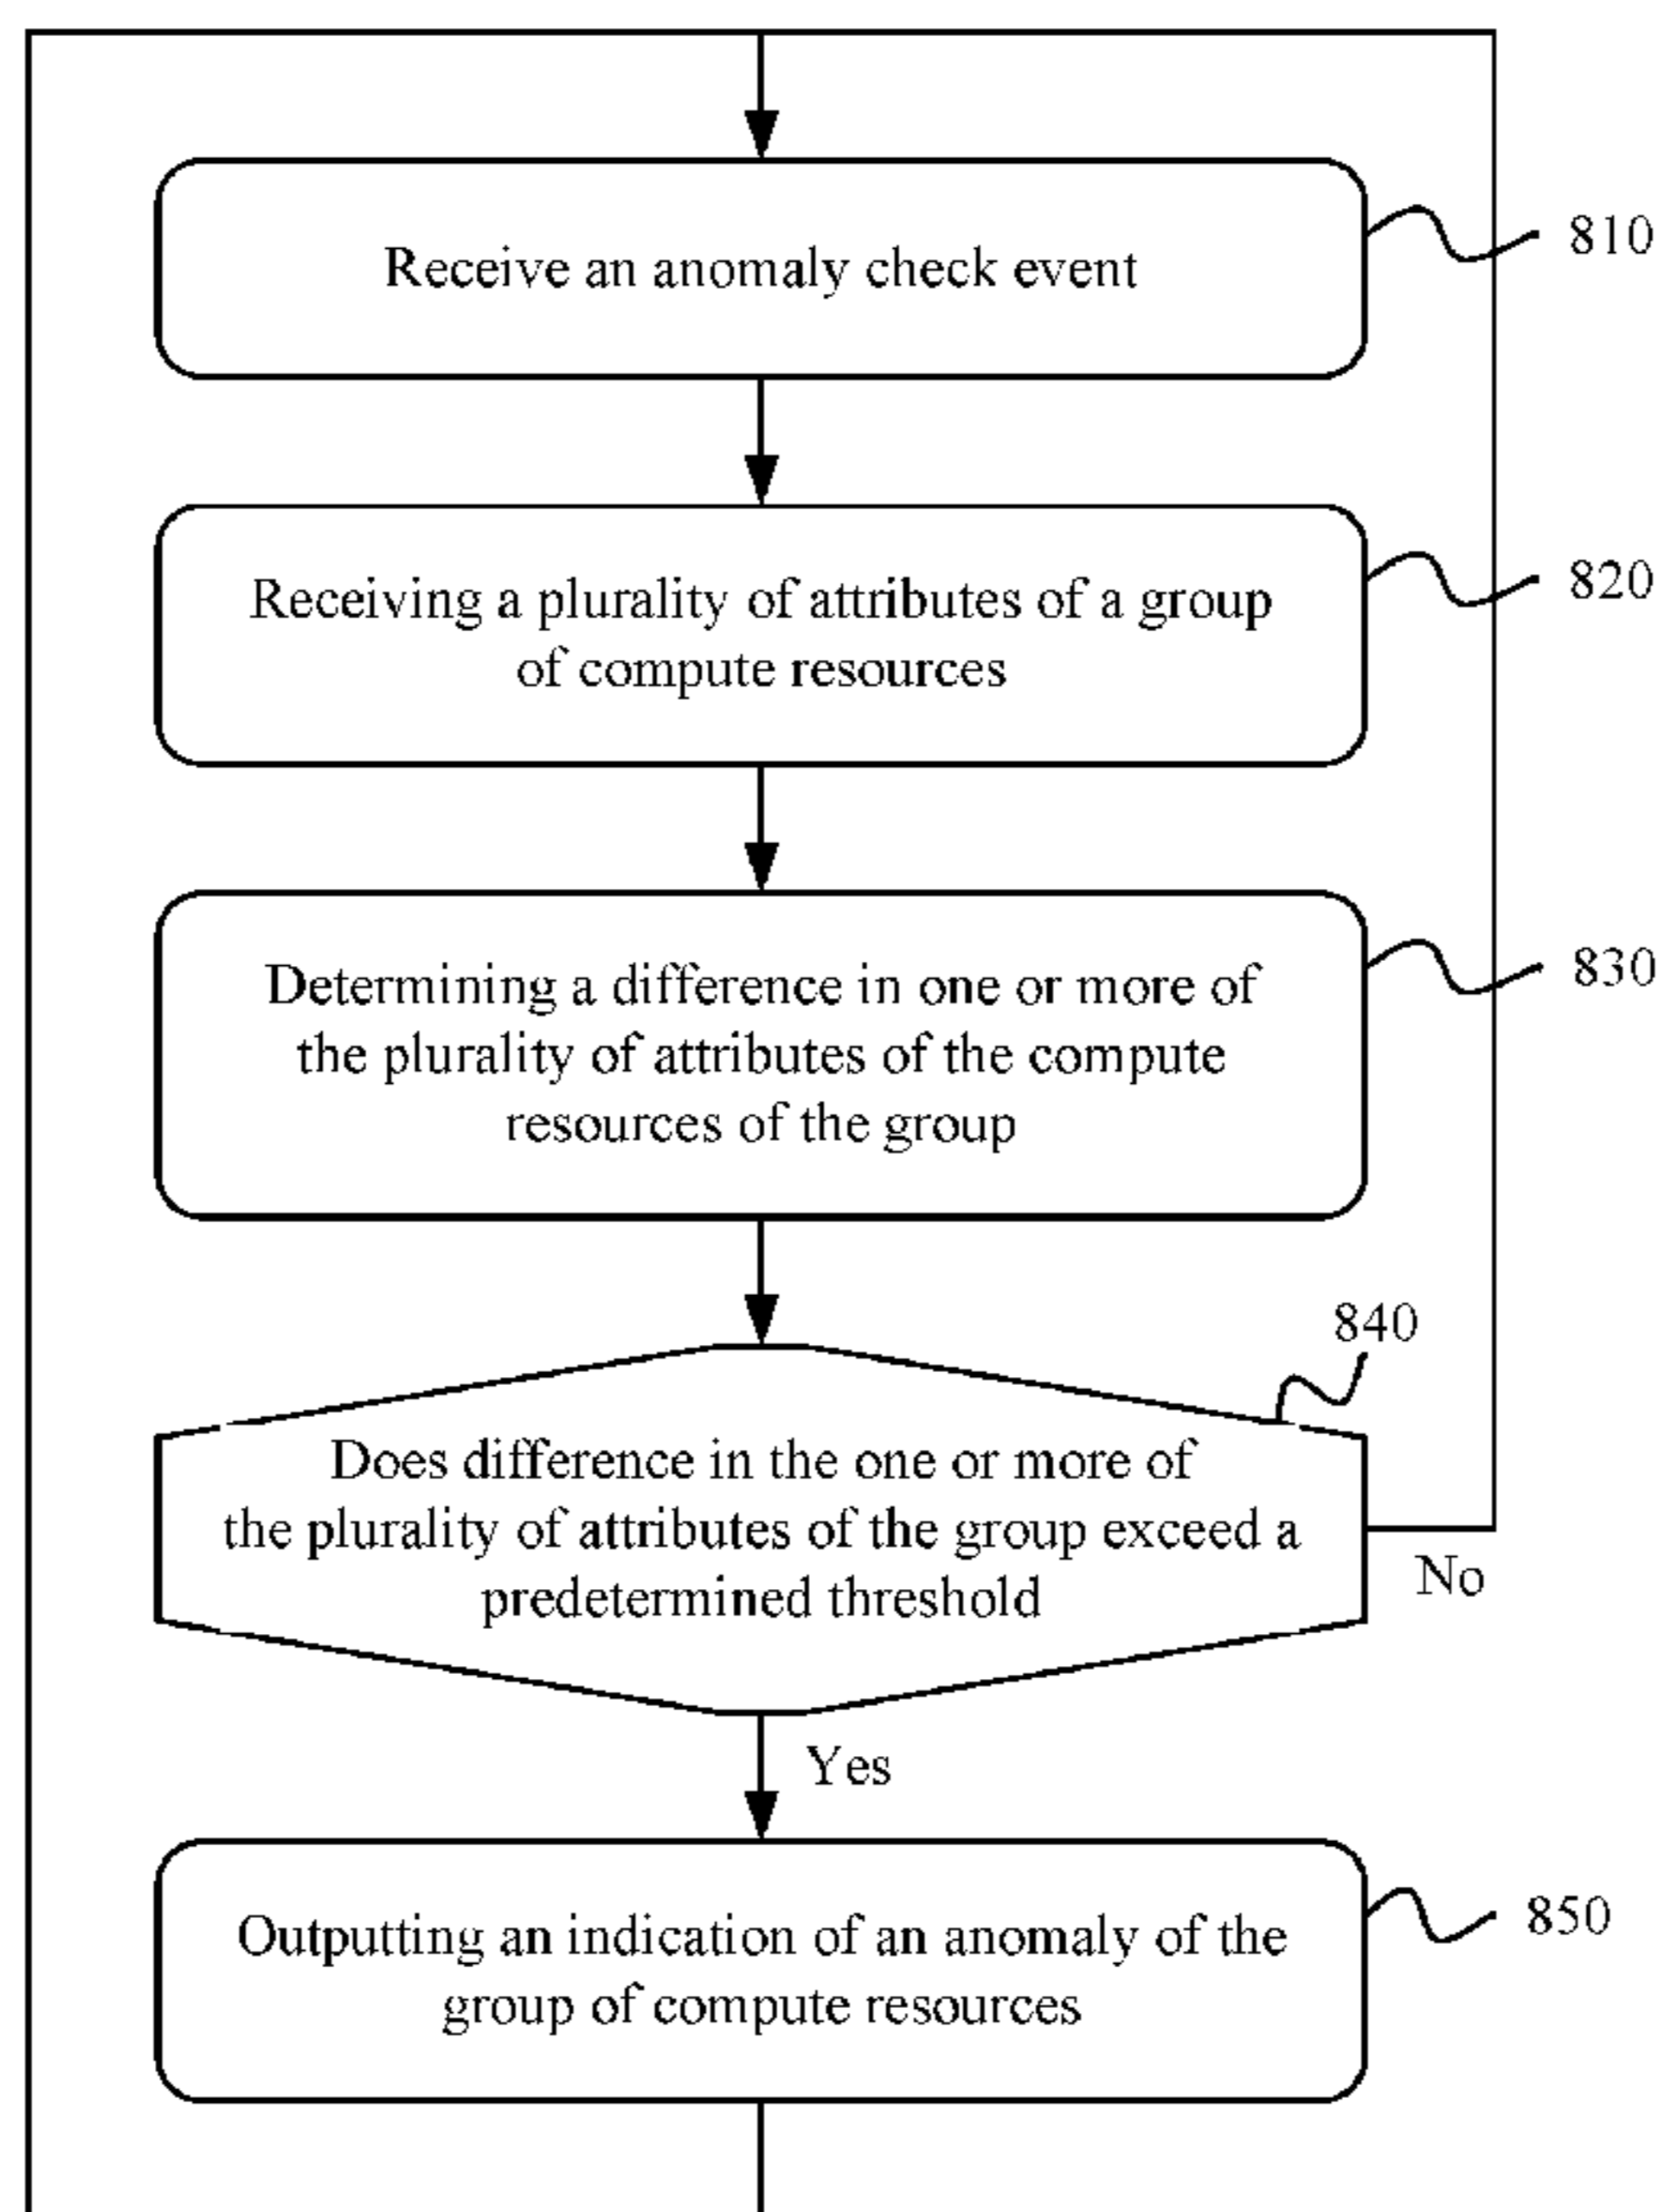 Receive an anomaly check event
810
Receiving a plurality of attributes of a group
of compute resources
820
Determining a difference in one or more of
the plurality of attributes of the compute
resources of the group
830
840
Does difference in the one or more of
the plurality of attributes of the group exceed a
predetermined threshold
No
Yes
Outputting an indication of an anomaly of the
group of compute resources
850